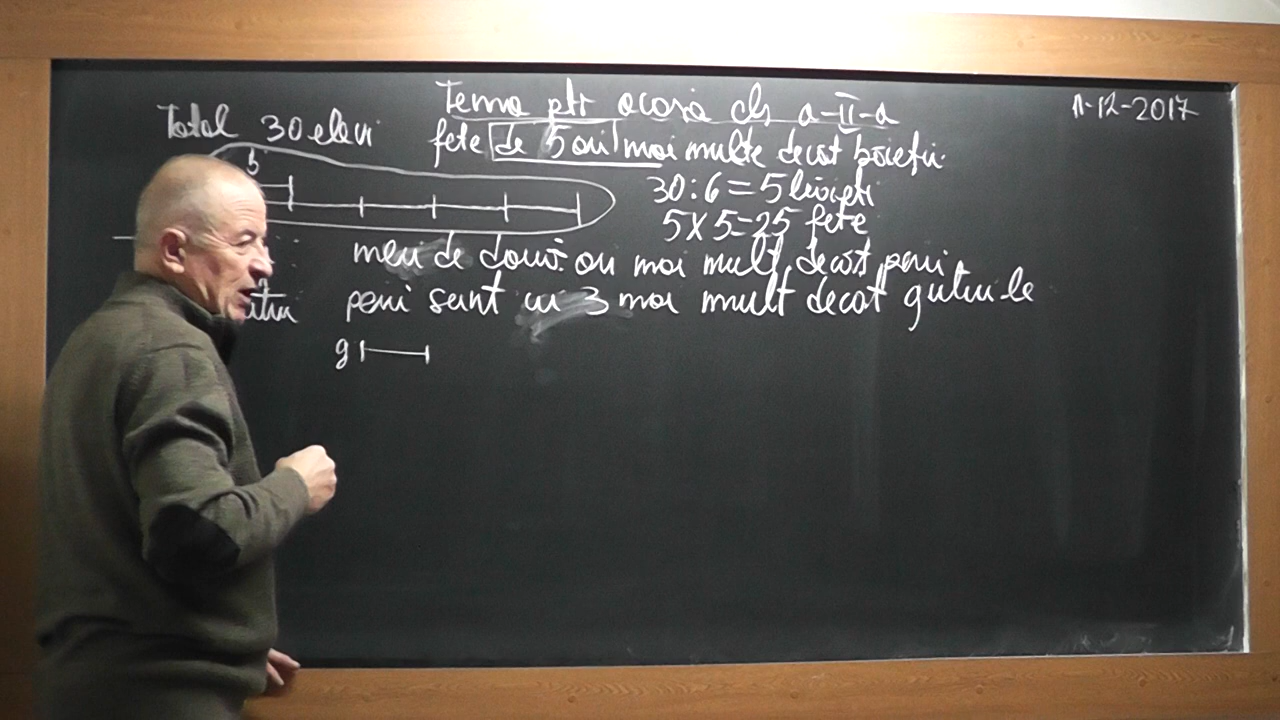 Tema ptr acasă cls a-II-a
11-12-2017
Total 30 elevi
fete de 5 ori mai multe decât băieții.
b
30:6=5 băieți
5x5=25 fete
meri de două ori mai mulți decât peri
peri sunt cu 3 mai mult decât gutuile
g